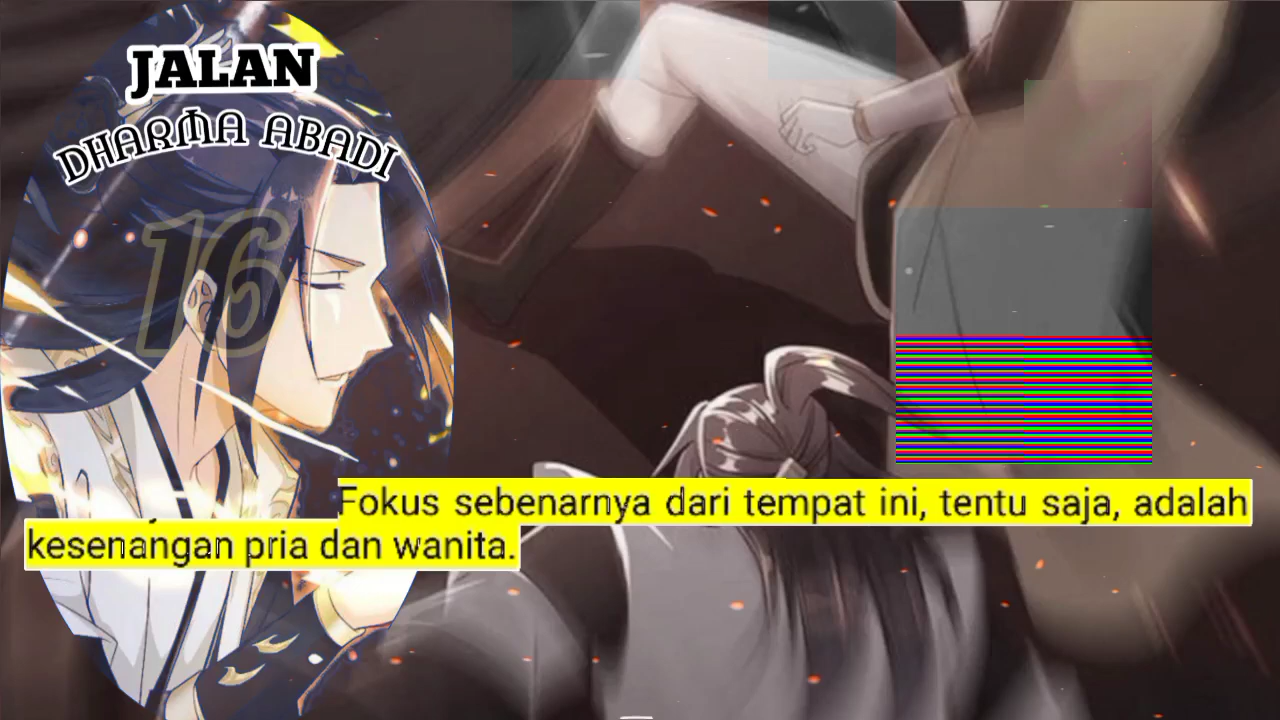 JALAN
DHARMA ABADI
16
Fokus sebenarnya dari tempat ini, tentu saja, adalah
kesenangan pria dan wanita.